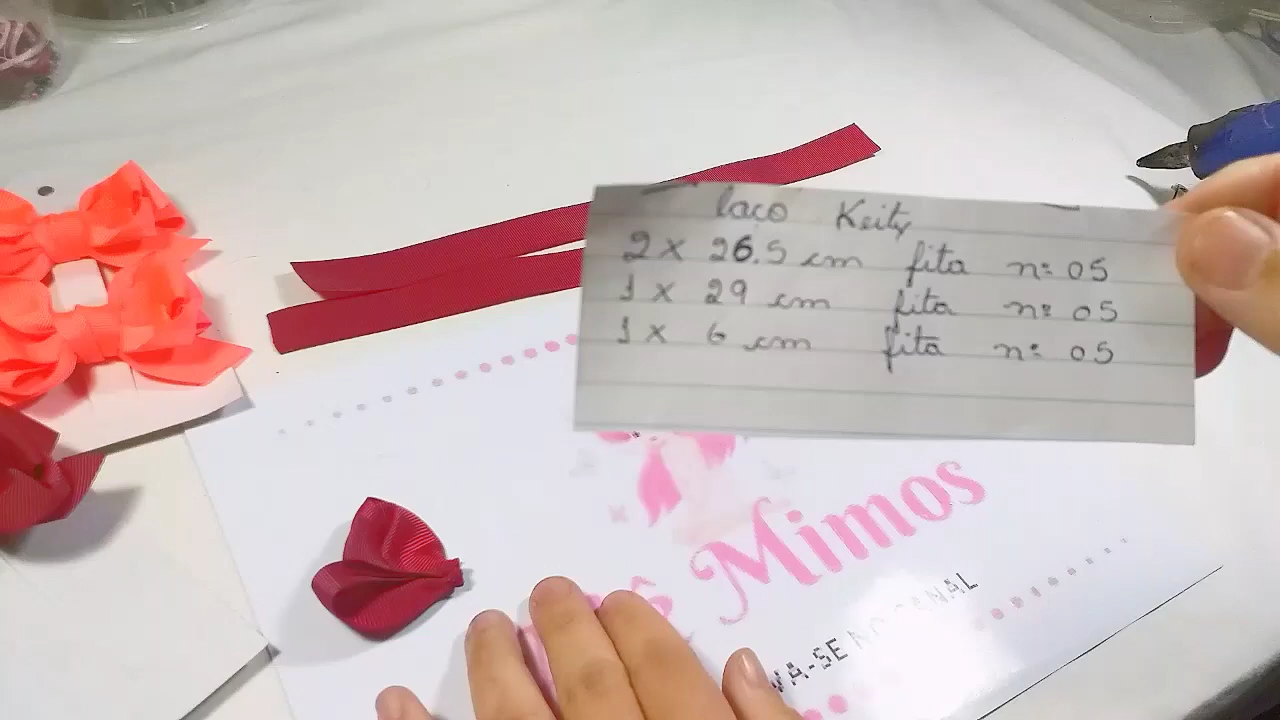 laço Keity
2 x 26.5 cm fita nº 05
1 x 29 cm fita nº 05
1 x 6 cm fita nº 05
Mimos